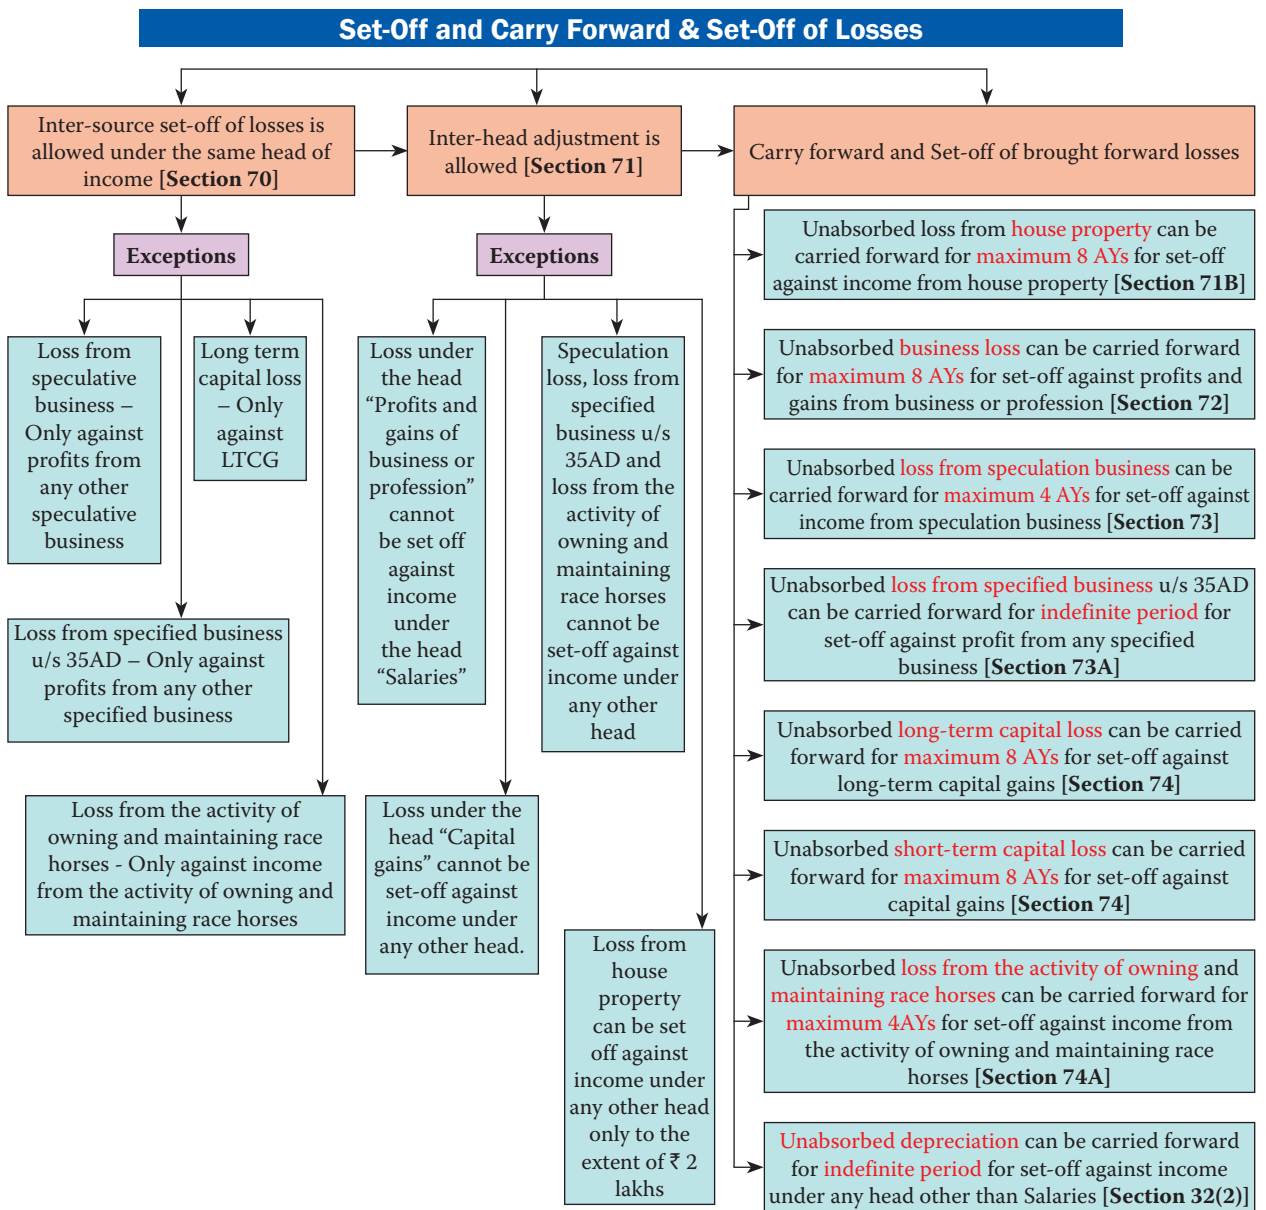 Set-Off and Carry Forward & Set-Off of Losses
Inter-source set-off of losses is
allowed under the same head of
income [Section 70]
Inter-head adjustment is
allowed [Section 71]
Carry forward and Set-off of brought forward losses
Exceptions
Loss from
speculative
business –
Only against
profits from
any other
speculative
business
Long term
capital loss
– Only
against
LTCG
Loss from specified business
u/s 35AD – Only against
profits from any other
specified business
Loss from the activity of
owning and maintaining race
horses - Only against income
from the activity of owning and
maintaining race horses
Exceptions
Loss under
the head
“Profits and
gains of
business or
profession”
cannot
be set off
against
income
under
the head
“Salaries”
Speculation
loss, loss from
specified
business u/s
35AD and
loss from the
activity of
owning and
maintaining
race horses
cannot be
set-off against
income under
any other
head
Loss under the
head “Capital
gains” cannot be
set-off against
income under
any other head.
Loss from
house
property
can be set
off against
income under
any other head
only to the
extent of ₹ 2
lakhs
Unabsorbed loss from house property can be
carried forward for maximum 8 AYs for set-off
against income from house property [Section 71B]
Unabsorbed business loss can be carried forward
for maximum 8 AYs for set-off against profits and
gains from business or profession [Section 72]
Unabsorbed loss from speculation business can be
carried forward for maximum 4 AYs for set-off against
income from speculation business [Section 73]
Unabsorbed loss from specified business u/s 35AD
can be carried forward for indefinite period for
set-off against profit from any specified
business [Section 73A]
Unabsorbed long-term capital loss can be carried
forward for maximum 8 AYs for set-off against
long-term capital gains [Section 74]
Unabsorbed short-term capital loss can be carried
forward for maximum 8 AYs for set-off against
capital gains [Section 74]
Unabsorbed loss from the activity of owning and
maintaining race horses can be carried forward for
maximum 4AYs for set-off against income from
the activity of owning and maintaining race
horses [Section 74A]
Unabsorbed depreciation can be carried forward
for indefinite period for set-off against income
under any head other than Salaries [Section 32(2)]